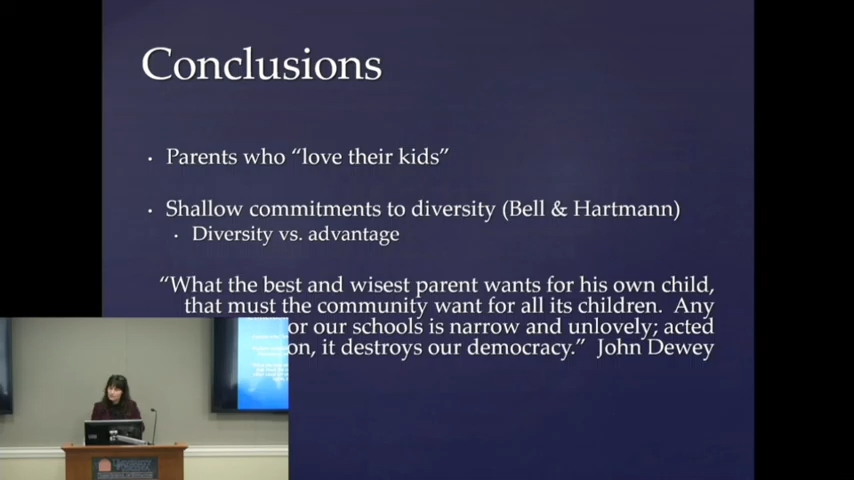 Conclusions
Parents who “love their kids”
Shallow commitments to diversity (Bell & Hartmann)
Diversity vs. advantage
“What the best and wisest parent wants for his own child,
that must the community want for all its children. Any
or our schools is narrow and unlovely; acted
on, it destroys our democracy.” John Dewey